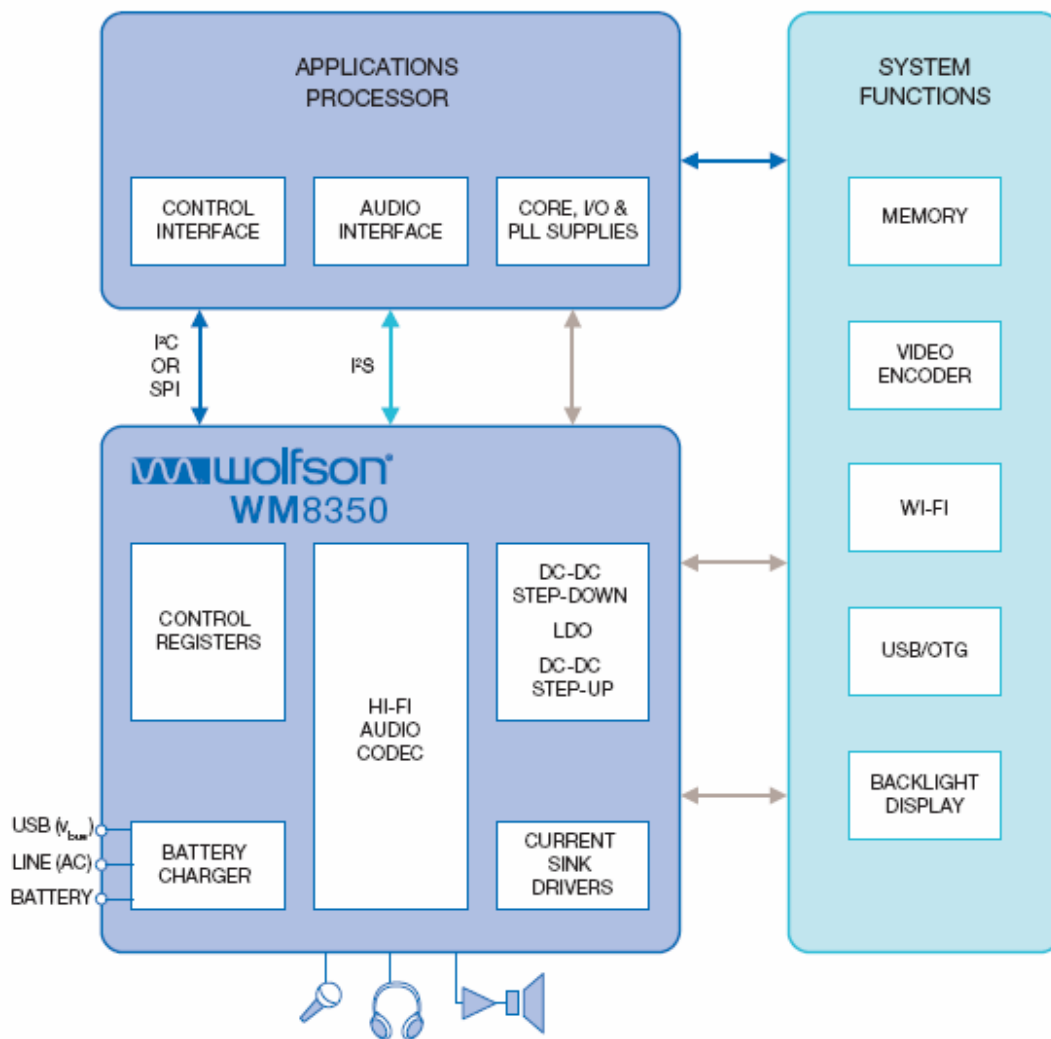 APPLICATIONS
PROCESSOR
CONTROL
INTERFACE
AUDIO
INTERFACE
CORE, I/O &
PLL SUPPLIES
SYSTEM
FUNCTIONS
MEMORY
VIDEO
ENCODER
WI-FI
USB/OTG
BACKLIGHT
DISPLAY
I²C
OR
SPI
I²S
wolfson®
WM8350
CONTROL
REGISTERS
HI-FI
AUDIO
CODEC
DC-DC
STEP-DOWN
LDO
DC-DC
STEP-UP
USB (v_bus)
LINE (AC)
BATTERY
BATTERY
CHARGER
CURRENT
SINK
DRIVERS